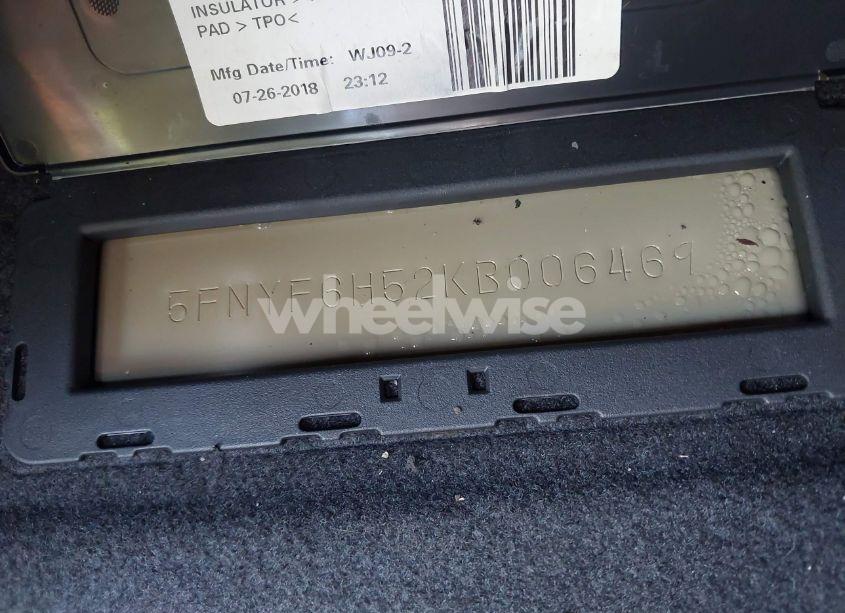 INSULATOR >
PAD > TPO<
Mfg Date/Time: WJ09-2
07-26-2018 23:12
5FNYF6H52KB006469
wheelwise